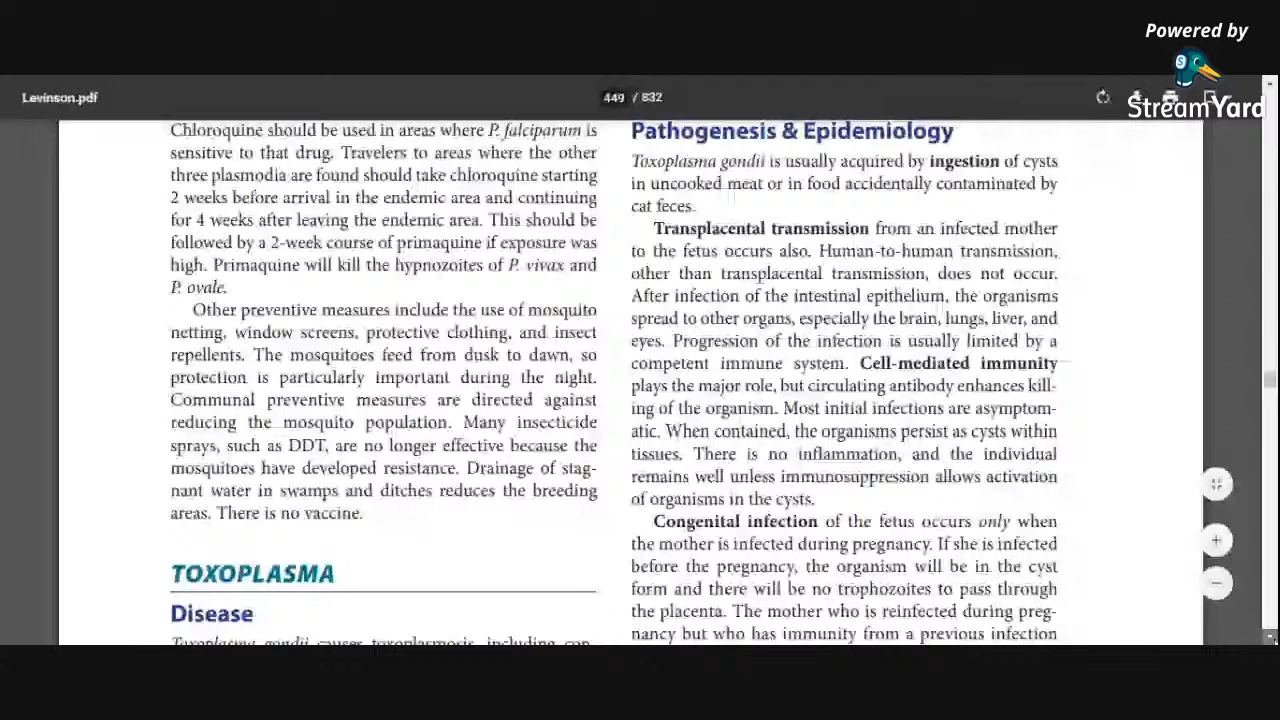 Powered by
StreamYard
Levinson.pdf
449 / 832
Chloroquine should be used in areas where P. falciparum is
sensitive to that drug. Travelers to areas where the other
three plasmodia are found should take chloroquine starting
2 weeks before arrival in the endemic area and continuing
for 4 weeks after leaving the endemic area. This should be
followed by a 2-week course of primaquine if exposure was
high. Primaquine will kill the hypnozoites of P. vivax and
P. ovale.
Other preventive measures include the use of mosquito
netting, window screens, protective clothing, and insect
repellents. The mosquitoes feed from dusk to dawn, so
protection is particularly important during the night.
Communal preventive measures are directed against
reducing the mosquito population. Many insecticide
sprays, such as DDT, are no longer effective because the
mosquitoes have developed resistance. Drainage of stag-
nant water in swamps and ditches reduces the breeding
areas. There is no vaccine.
TOXOPLASMA
Disease
Toxoplasma gondii causes toxoplasmosis, including con-
Pathogenesis & Epidemiology
Toxoplasma gondii is usually acquired by ingestion of cysts
in uncooked meat or in food accidentally contaminated by
cat feces.
Transplacental transmission from an infected mother
to the fetus occurs also. Human-to-human transmission,
other than transplacental transmission, does not occur.
After infection of the intestinal epithelium, the organisms
spread to other organs, especially the brain, lungs, liver, and
eyes. Progression of the infection is usually limited by a
competent immune system. Cell-mediated immunity
plays the major role, but circulating antibody enhances kill-
ing of the organism. Most initial infections are asymptom-
atic. When contained, the organisms persist as cysts within
tissues. There is no inflammation, and the individual
remains well unless immunosuppression allows activation
of organisms in the cysts.
Congenital infection of the fetus occurs only when
the mother is infected during pregnancy. If she is infected
before the pregnancy, the organism will be in the cyst
form and there will be no trophozoites to pass through
the placenta. The mother who is reinfected during preg-
nancy but who has immunity from a previous infection